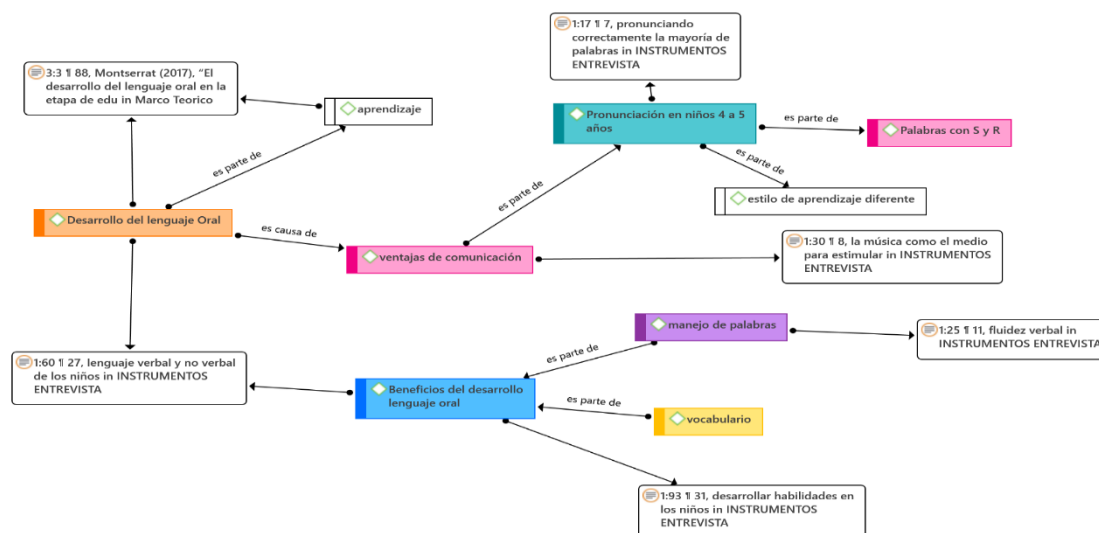 1:17 ¶ 7, pronunciando
correctamente la mayoría de
palabras in INSTRUMENTOS
ENTREVISTA
3:3 ¶ 88, Montserrat (2017), “El
desarrollo del lenguaje oral en la
etapa de edu in Marco Teorico
aprendizaje
Pronunciación en niños 4 a 5
años
es parte de
Palabras con S y R
es parte de
es parte de
es parte de
estilo de aprendizaje diferente
Desarrollo del lenguaje Oral
es causa de
ventajas de comunicación
1:30 ¶ 8, la música como el medio
para estimular in INSTRUMENTOS
ENTREVISTA
manejo de palabras
1:25 ¶ 11, fluidez verbal in
INSTRUMENTOS ENTREVISTA
1:60 ¶ 27, lenguaje verbal y no verbal
de los niños in INSTRUMENTOS
ENTREVISTA
es parte de
Beneficios del desarrollo
lenguaje oral
es parte de
vocabulario
1:93 ¶ 31, desarrollar habilidades en
los niños in INSTRUMENTOS
ENTREVISTA